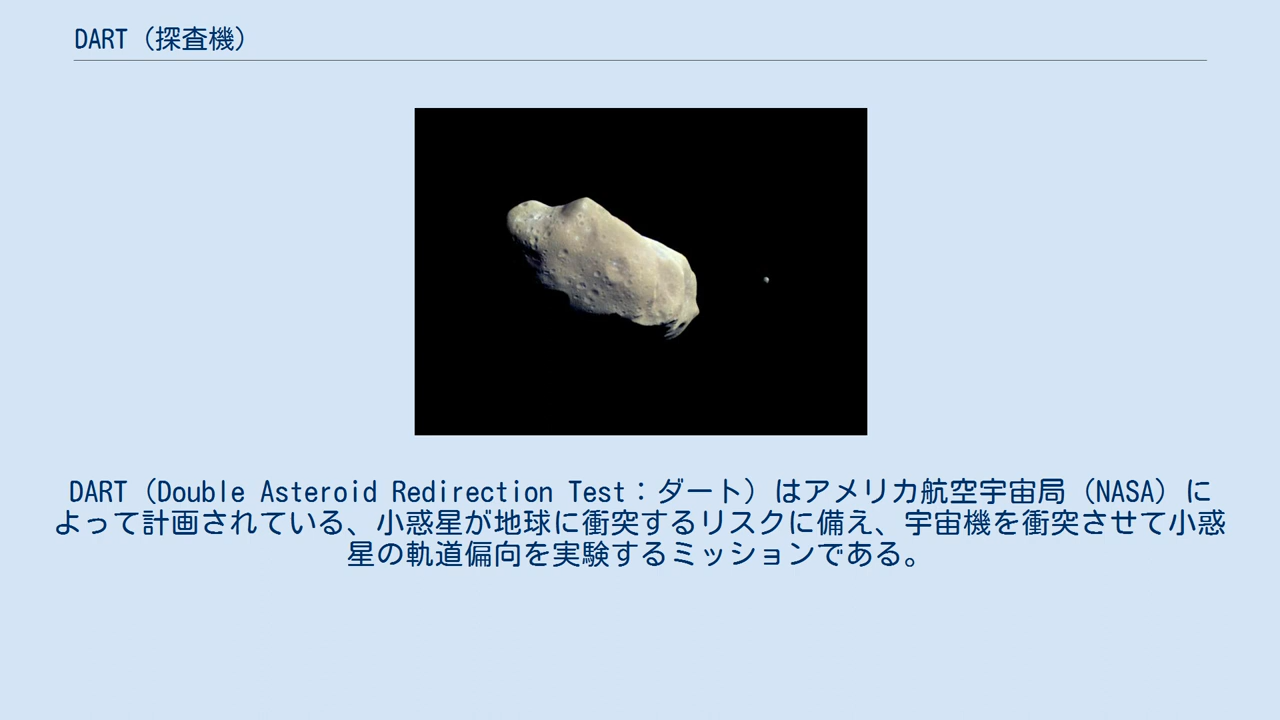 DART（探査機）
DART（Double Asteroid Redirection Test：ダート）はアメリカ航空宇宙局（NASA）に
よって計画されている、小惑星が地球に衝突するリスクに備え、宇宙機を衝突させて小惑
星の軌道偏向を実験するミッションである。